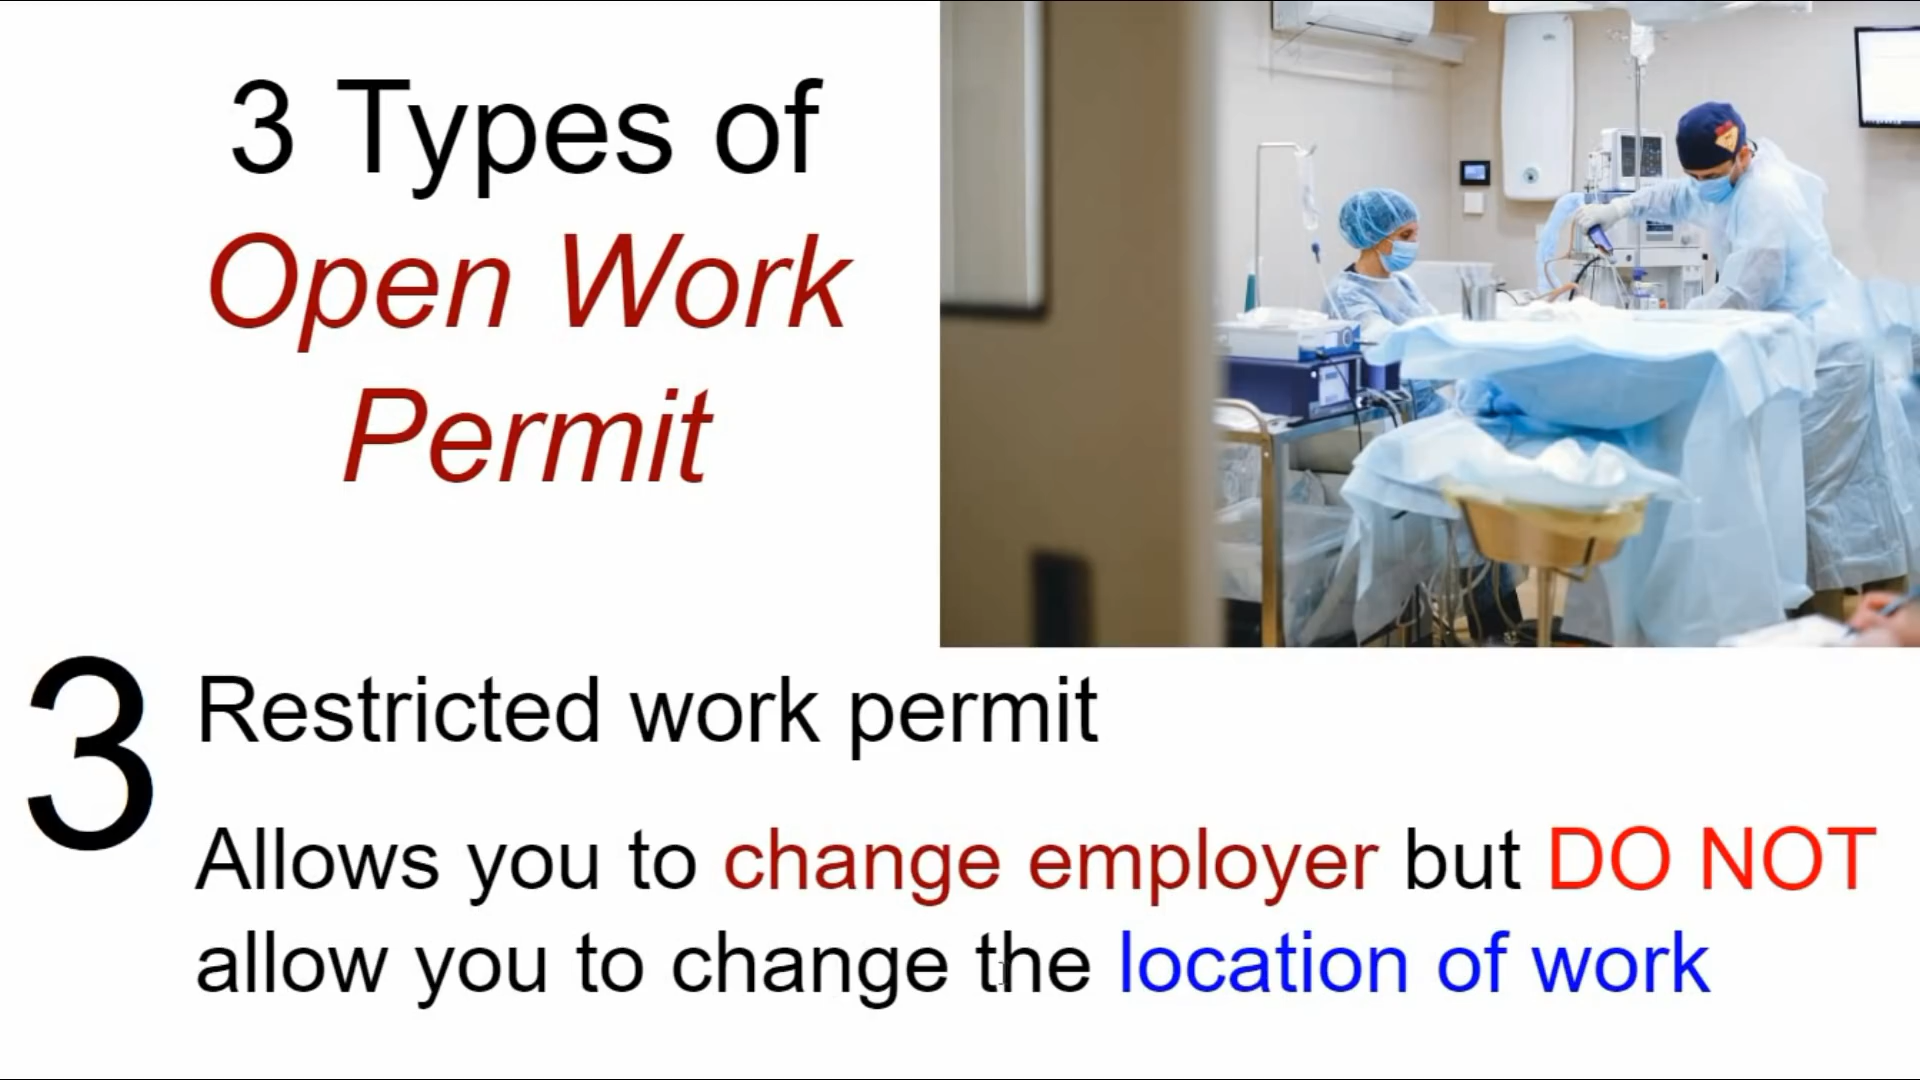 3 Types of
Open Work
Permit
3
Restricted work permit
Allows you to change employer but DO NOT
allow you to change the location of work